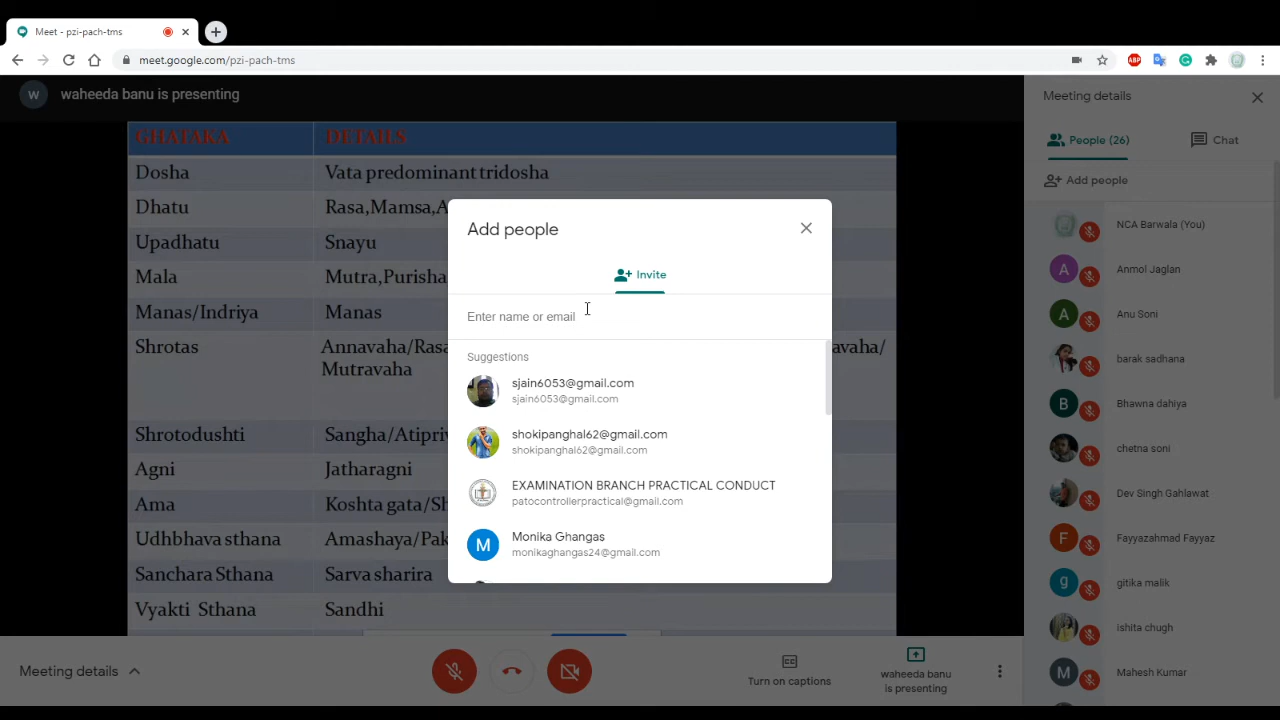 Meet - pzi-pach-tms
meet.google.com/pzi-pach-tms
ABP
W
waheeda banu is presenting
GHATAKA DETAILS
Dosha Vata predominant tridosha
Dhatu Rasa,Mamsa,A
Upadhatu Snayu
Mala Mutra,Purisha
Manas/Indriya Manas
Shrotas Annavaha/Rasa avaha/
Mutravaha
Shrotodushti Sangha/Atipriv
Agni Jatharagni
Ama Koshta gata/Sh
Udhbhava sthana Amashaya/Pak
Sanchara Sthana Sarva sharira
Vyakti Sthana Sandhi
Add people
Invite
Enter name or email
Suggestions
sjain6053@gmail.com
sjain6053@gmail.com
shokipanghal62@gmail.com
shokipanghal62@gmail.com
EXAMINATION BRANCH PRACTICAL CONDUCT
patocontrollerpractical@gmail.com
M
Monika Ghangas
monikaghangas24@gmail.com
Meeting details
People (26)
Chat
Add people
NCA Barwala (You)
A Anmol Jaglan
A Anu Soni
barak sadhana
B Bhawna dahiya
chetna soni
Dev Singh Gahlawat
F Fayyazahmad Fayyaz
g gitika malik
ishita chugh
M Mahesh Kumar
Meeting details
CC
Turn on captions
waheeda banu
is presenting